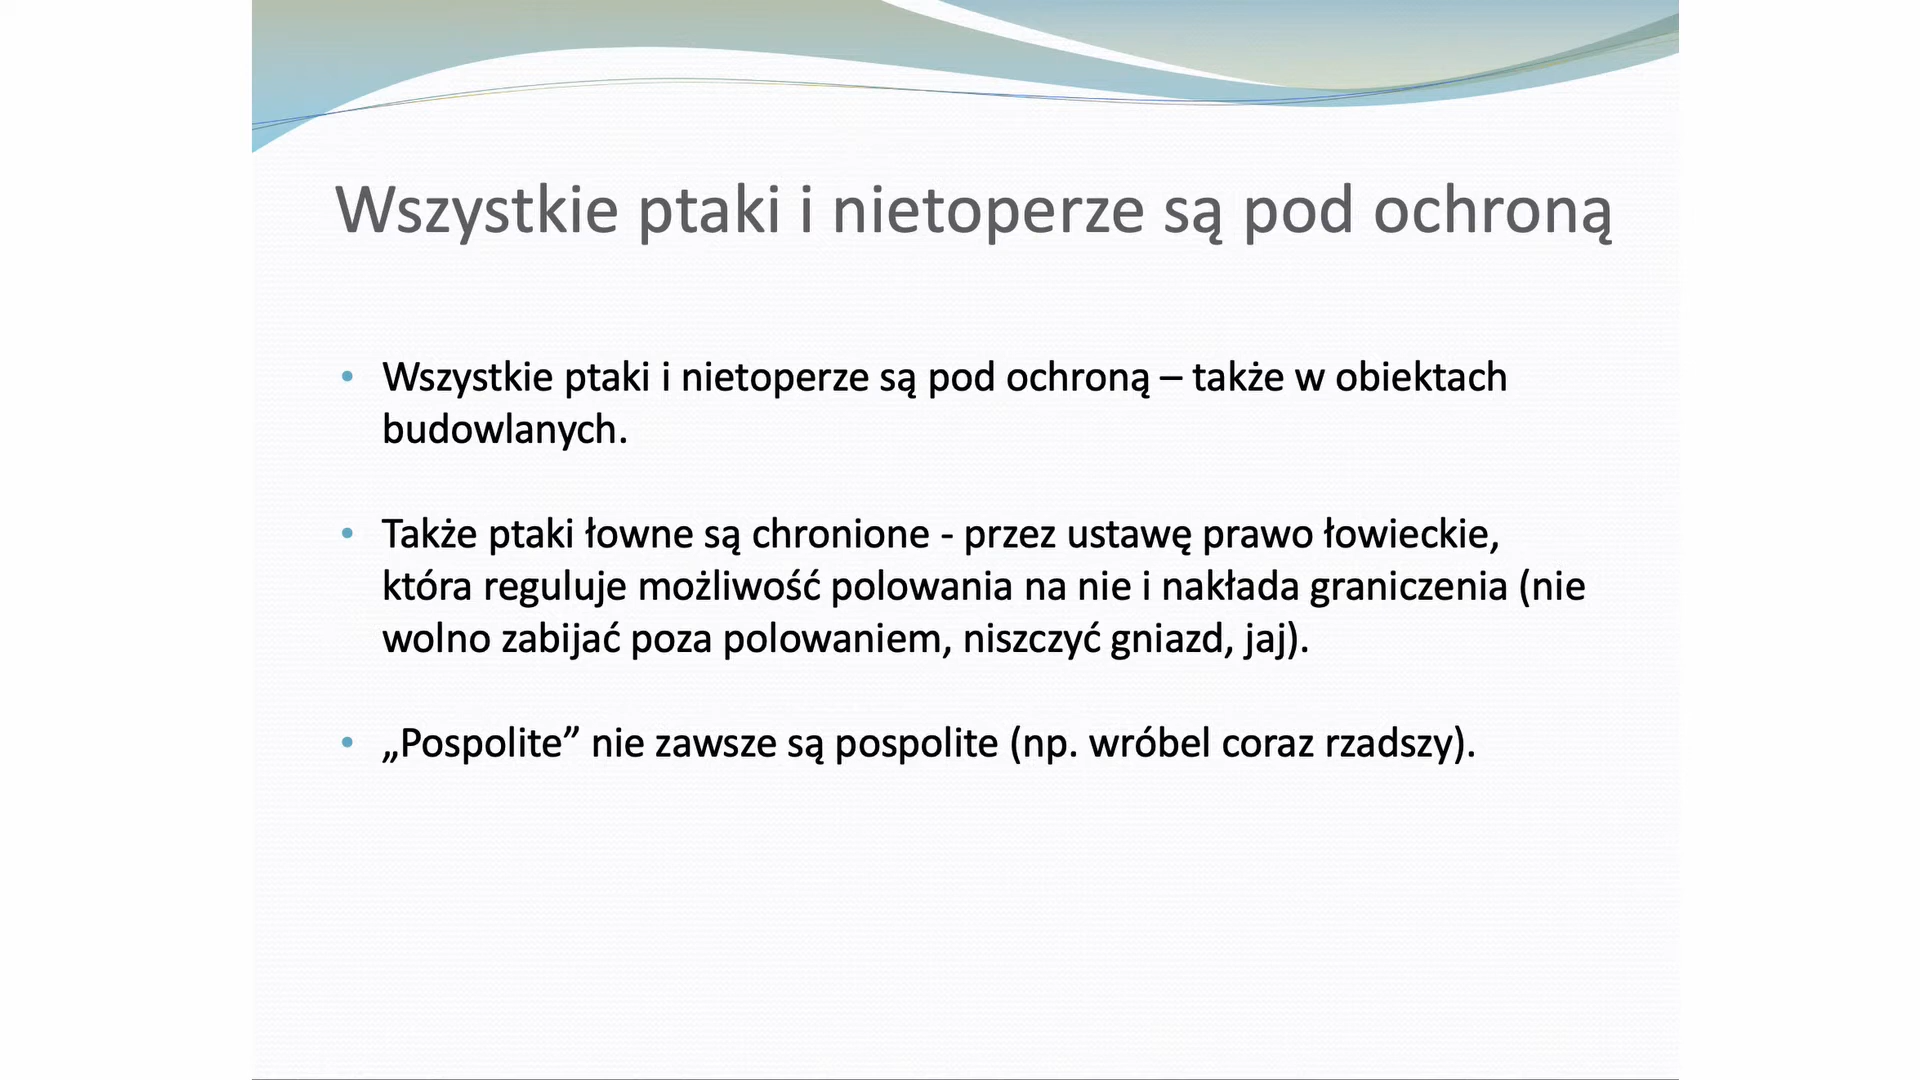 Wszystkie ptaki i nietoperze są pod ochroną
• Wszystkie ptaki i nietoperze są pod ochroną – także w obiektach
budowlanych.
• Także ptaki łowne są chronione - przez ustawę prawo łowieckie,
która reguluje możliwość polowania na nie i nakłada graniczenia (nie
wolno zabijać poza polowaniem, niszczyć gniazd, jaj).
• „Pospolite” nie zawsze są pospolite (np. wróbel coraz rzadszy).